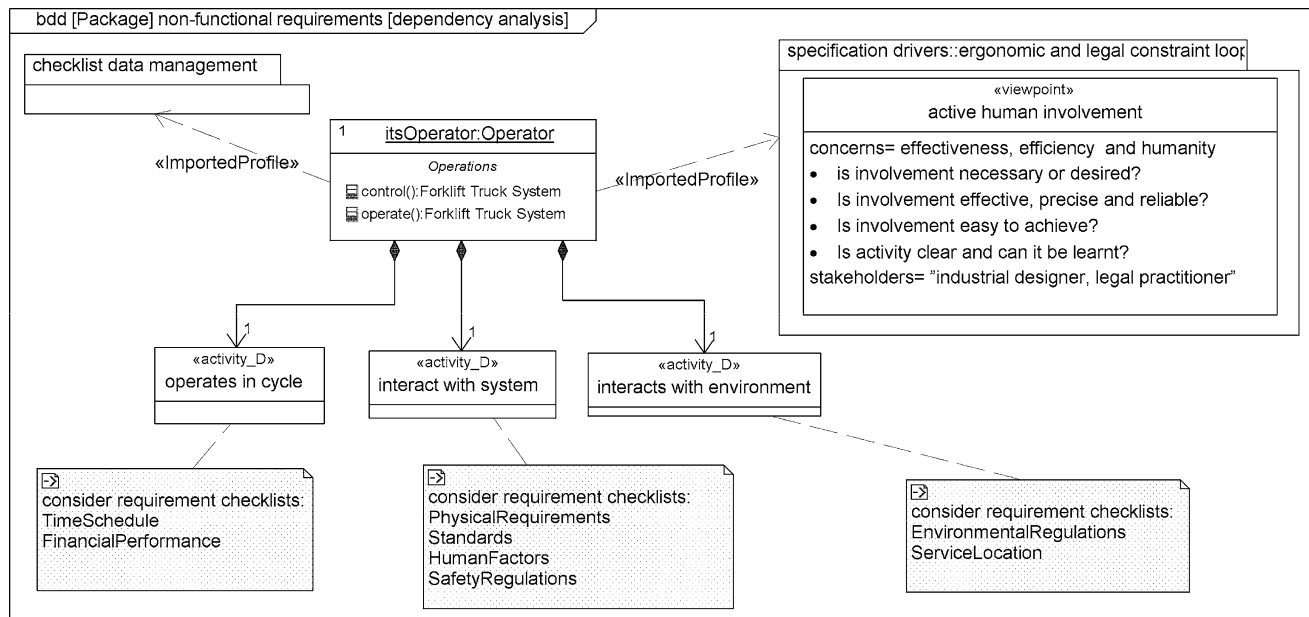 bdd [Package] non-functional requirements [dependency analysis]
checklist data management
«ImportedProfile»
1
itsOperator:Operator
Operations
control():Forklift Truck System
operate():Forklift Truck System
«ImportedProfile»
specification drivers::ergonomic and legal constraint loop
«viewpoint»
active human involvement
concerns= effectiveness, efficiency and humanity
• is involvement necessary or desired?
• Is involvement effective, precise and reliable?
• Is involvement easy to achieve?
• Is activity clear and can it be learnt?
stakeholders= ”industrial designer, legal practitioner”
1
«activity_D»
operates in cycle
1
«activity_D»
interact with system
1
«activity_D»
interacts with environment
consider requirement checklists:
TimeSchedule
FinancialPerformance
consider requirement checklists:
PhysicalRequirements
Standards
HumanFactors
SafetyRegulations
consider requirement checklists:
EnvironmentalRegulations
ServiceLocation